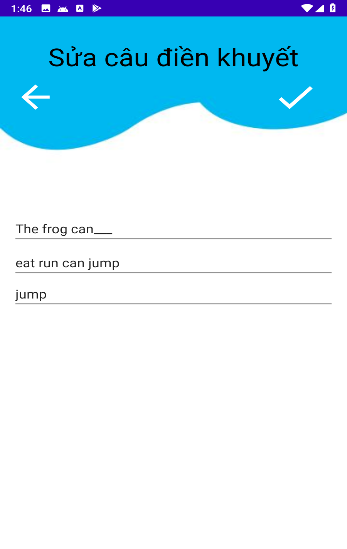 1:46
Sửa câu điền khuyết
The frog can___
eat run can jump
jump